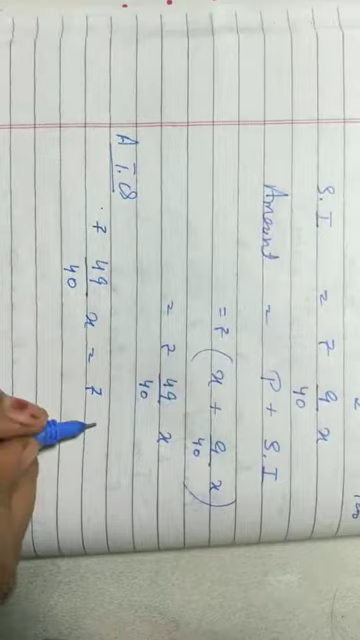 S.I = ₹ 9/40 x
Amount = P + S.I
= ₹ (x + 9/40 x)
= ₹ 49/40 x
A.T.Q
₹ 49/40 x = ₹